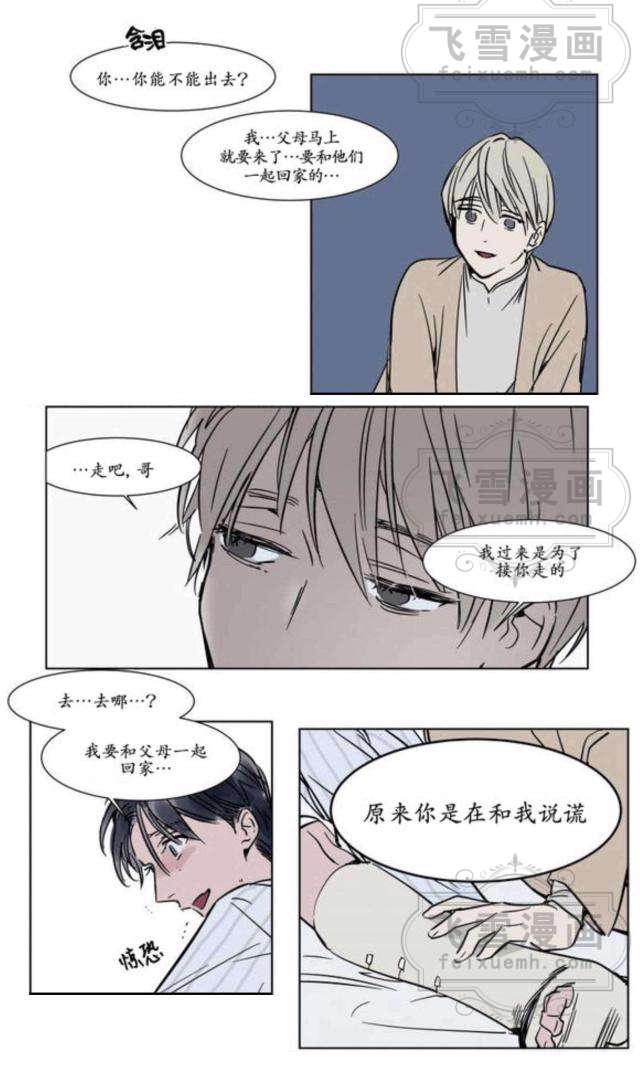 飞雪漫画
feixuemh.com
含泪
你…你能不能出去?
我…父母马上
就要来了…要和他们
一起回家的…
…走吧,哥
飞雪漫画
feixuemh.com
我过来是为了
接你走的
去…去哪…?
我要和父母一起
回家…
惊恐
原来你是在和我说谎
飞雪漫画
feixuemh.com